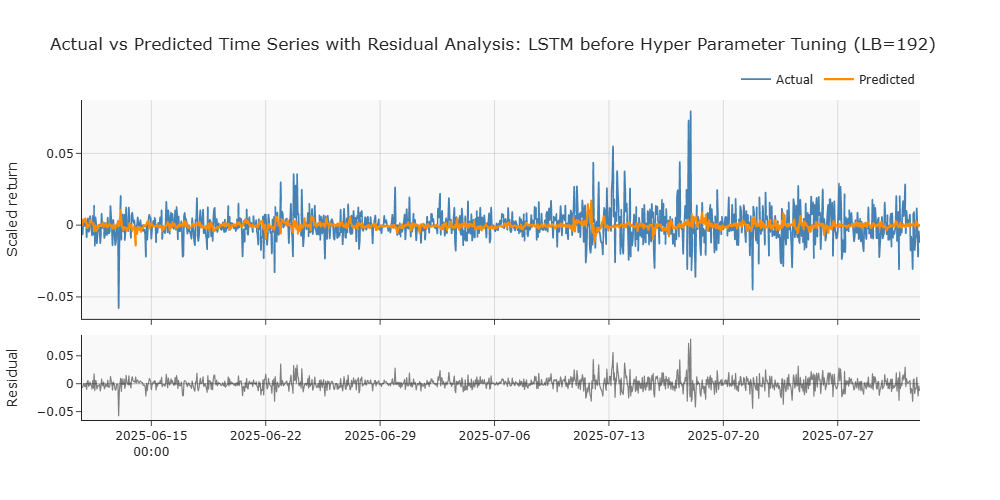 Actual vs Predicted Time Series with Residual Analysis: LSTM before Hyper Parameter Tuning (LB=192)
Actual
Predicted
Scaled return
0.05
0
−0.05
Residual
0.05
0
−0.05
2025-06-15
00:00
2025-06-22
2025-06-29
2025-07-06
2025-07-13
2025-07-20
2025-07-27